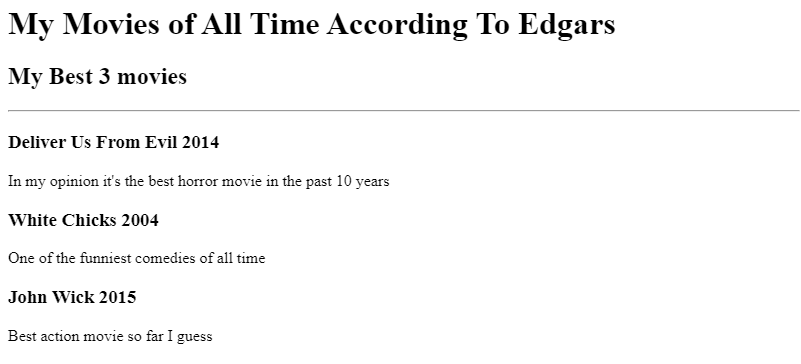 My Movies of All Time According To Edgars
My Best 3 movies
Deliver Us From Evil 2014
In my opinion it's the best horror movie in the past 10 years
White Chicks 2004
One of the funniest comedies of all time
John Wick 2015
Best action movie so far I guess